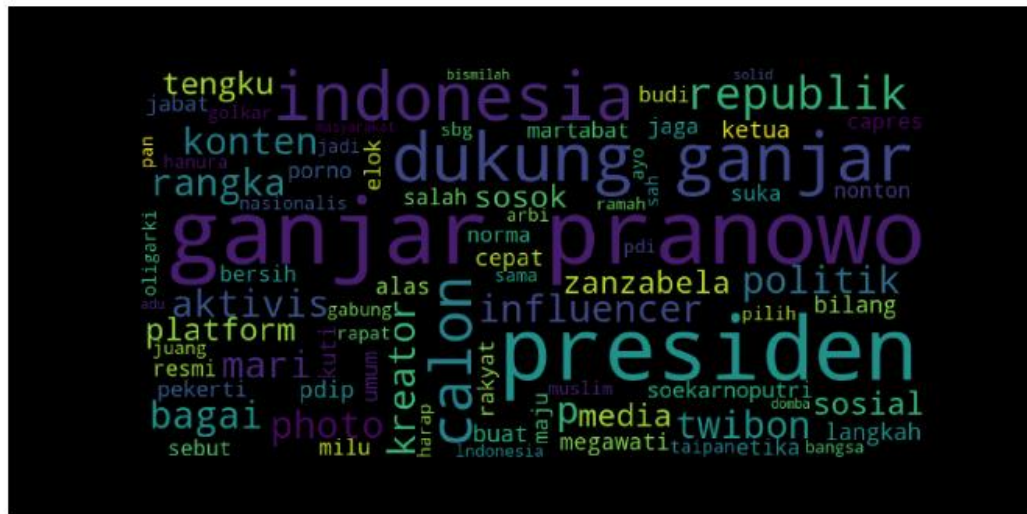 bismilah solid
tengku indonesia budi republik
jabat golkar masyarakat sbg martabat jaga ketua capres
konten jadi dukung ganjar
pan hanura porno elok ayo sah
rangka nasionalis salah sosok ramah suka nonton
ganjar pranowo
arbi norma pdi
oligarki bersih cepat sama zanzabela politik
adu aktivis gabung alas calon influencer pilih bilang
platform rapat kreator presiden
juang mari ikuti umum rakyat
resmi pekerti pdip muslim soekarnoputri
bagai photo harap buat maju p media twibon domba sosial
sebut milu Indonesia megawati taipan etika bangsa langkah